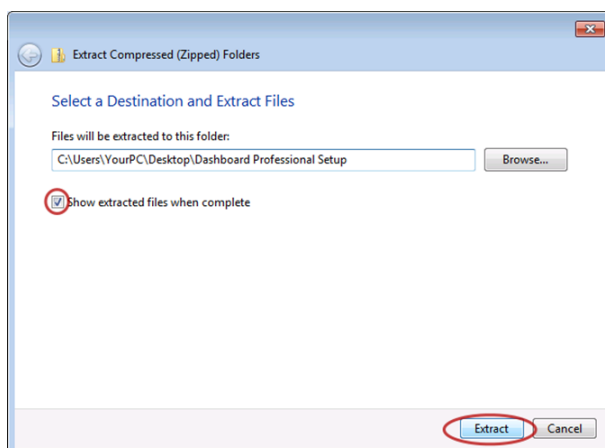 Extract Compressed (Zipped) Folders
Select a Destination and Extract Files
Files will be extracted to this folder:
C:\Users\YourPC\Desktop\Dashboard Professional Setup
Browse...
Show extracted files when complete
Extract
Cancel